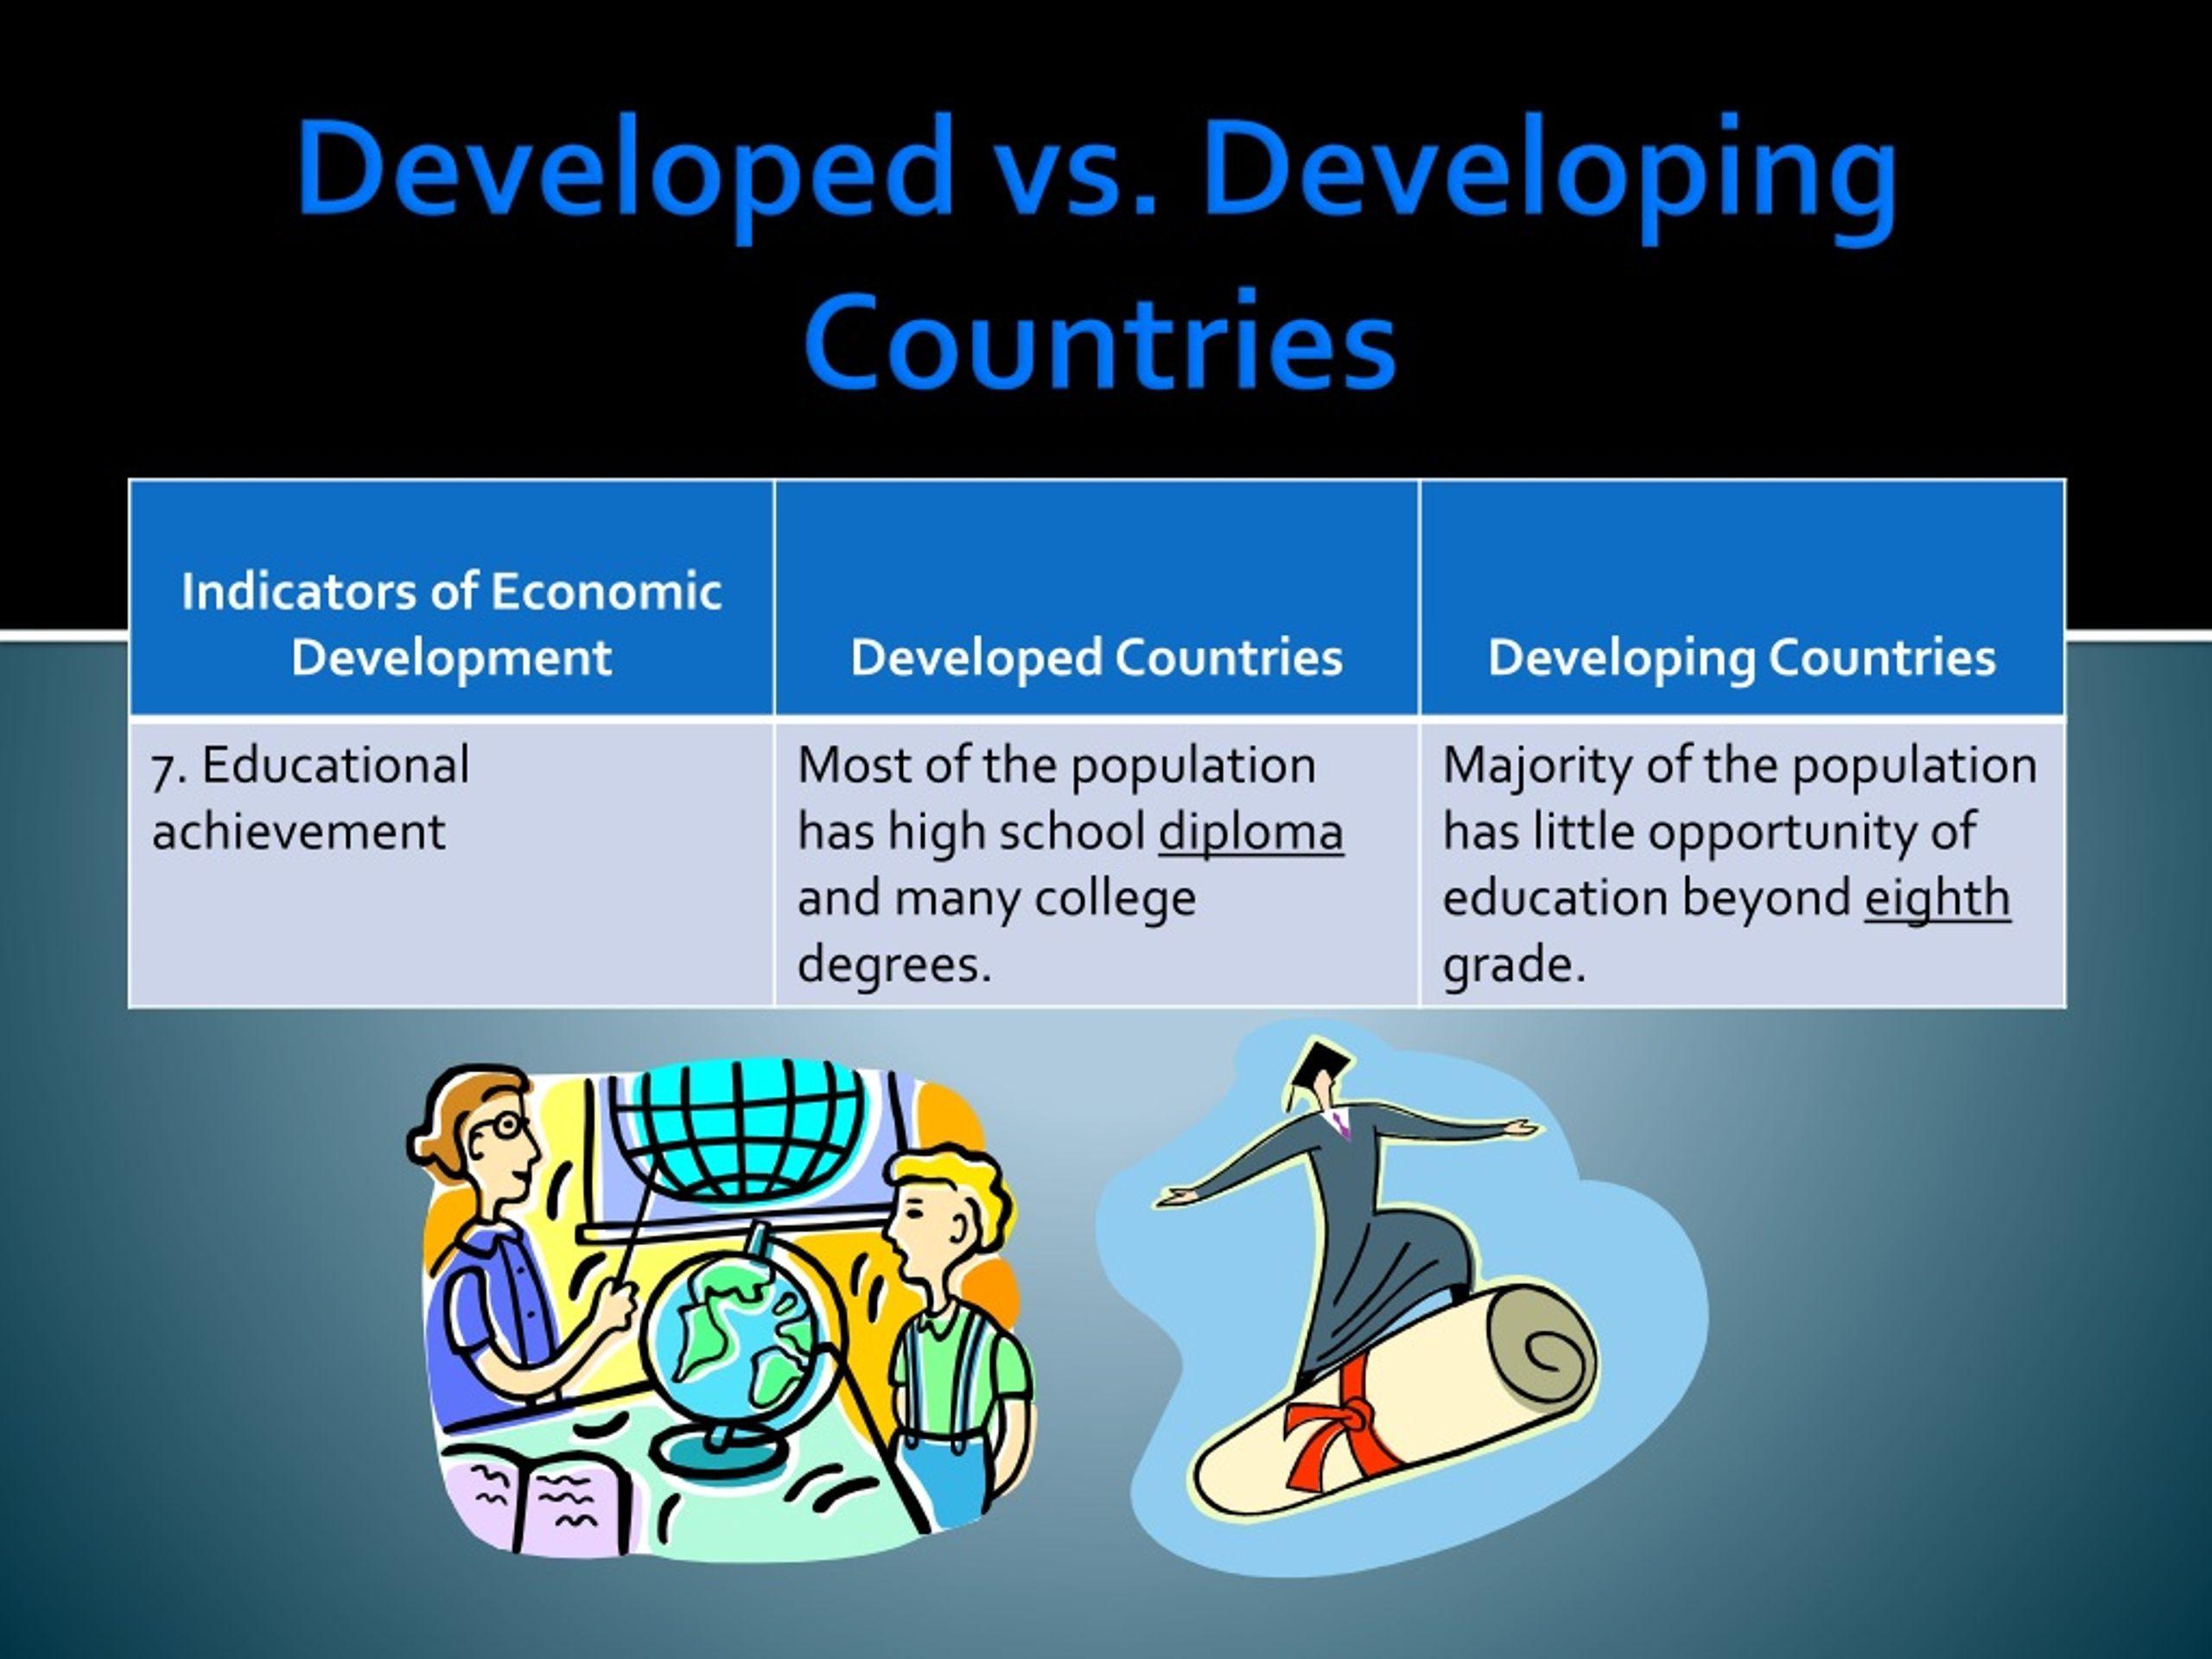 Developed vs. Developing
Countries
Indicators of Economic
Development
Developed Countries
Developing Countries
7. Educational
achievement
Most of the population
has high school diploma
and many college
degrees.
Majority of the population
has little opportunity of
education beyond eighth
grade.